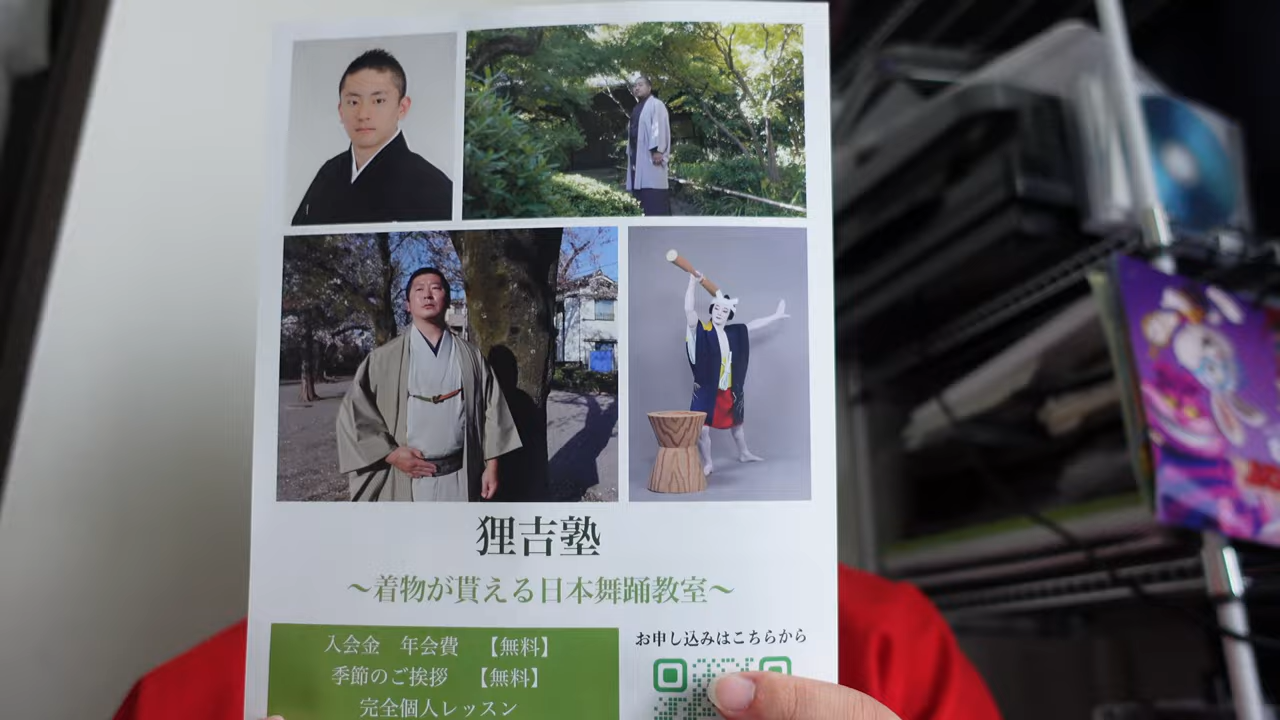 狸吉塾
～着物が貰える日本舞踊教室～
入会金　年会費　【無料】
季節のご挨拶　【無料】
完全個人レッスン
お申し込みはこちらから